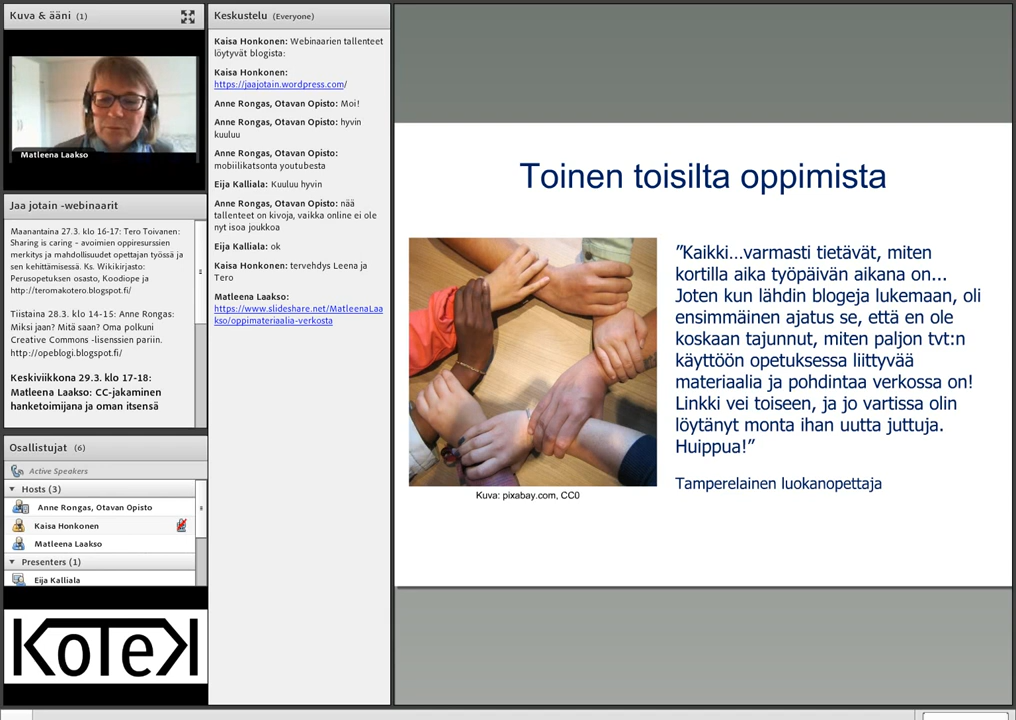 Kuva & ääni (1)
Matleena Laakso
Jaa jotain -webinaarit
Maanantaina 27.3. klo 16-17: Tero Toivanen:
Sharing is caring - avoimien oppiresurssien
merkitys ja mahdollisuudet opettajan työssä ja
sen kehittämisessä. Ks. Wikikirjasto:
Perusopetuksen osasto, Koodiope ja
http://teromakotero.blogspot.fi/
Tiistaina 28.3. klo 14-15: Anne Rongas:
Miksi jaan? Mitä saan? Oma polkuni
Creative Commons -lisenssien pariin.
http://opeblogi.blogspot.fi/
Keskiviikkona 29.3. klo 17-18:
Matleena Laakso: CC-jakaminen
hanketoimijana ja oman itsensä
Osallistujat (6)
Active Speakers
Hosts (3)
Anne Rongas, Otavan Opisto
Kaisa Honkonen
Matleena Laakso
Presenters (1)
Eija Kalliala
KoTeK
Keskustelu (Everyone)
Kaisa Honkonen: Webinaarien tallenteet
löytyvät blogista:
Kaisa Honkonen:
https://jaajotain.wordpress.com/
Anne Rongas, Otavan Opisto: Moi!
Anne Rongas, Otavan Opisto: hyvin
kuuluu
Anne Rongas, Otavan Opisto:
mobiilikatsonta youtubesta
Eija Kalliala: Kuuluu hyvin
Anne Rongas, Otavan Opisto: nää
tallenteet on kivoja, vaikka online ei ole
nyt isoa joukkoa
Eija Kalliala: ok
Kaisa Honkonen: tervehdys Leena ja
Tero
Matleena Laakso:
https://www.slideshare.net/MatleenaLaa
kso/oppimateriaalia-verkosta
Toinen toisilta oppimista
”Kaikki…varmasti tietävät, miten
kortilla aika työpäivän aikana on...
Joten kun lähdin blogeja lukemaan, oli
ensimmäinen ajatus se, että en ole
koskaan tajunnut, miten paljon tvt:n
käyttöön opetuksessa liittyvää
materiaalia ja pohdintaa verkossa on!
Linkki vei toiseen, ja jo vartissa olin
löytänyt monta ihan uutta juttuja.
Huippua!”
Tamperelainen luokanopettaja
Kuva: pixabay.com, CC0